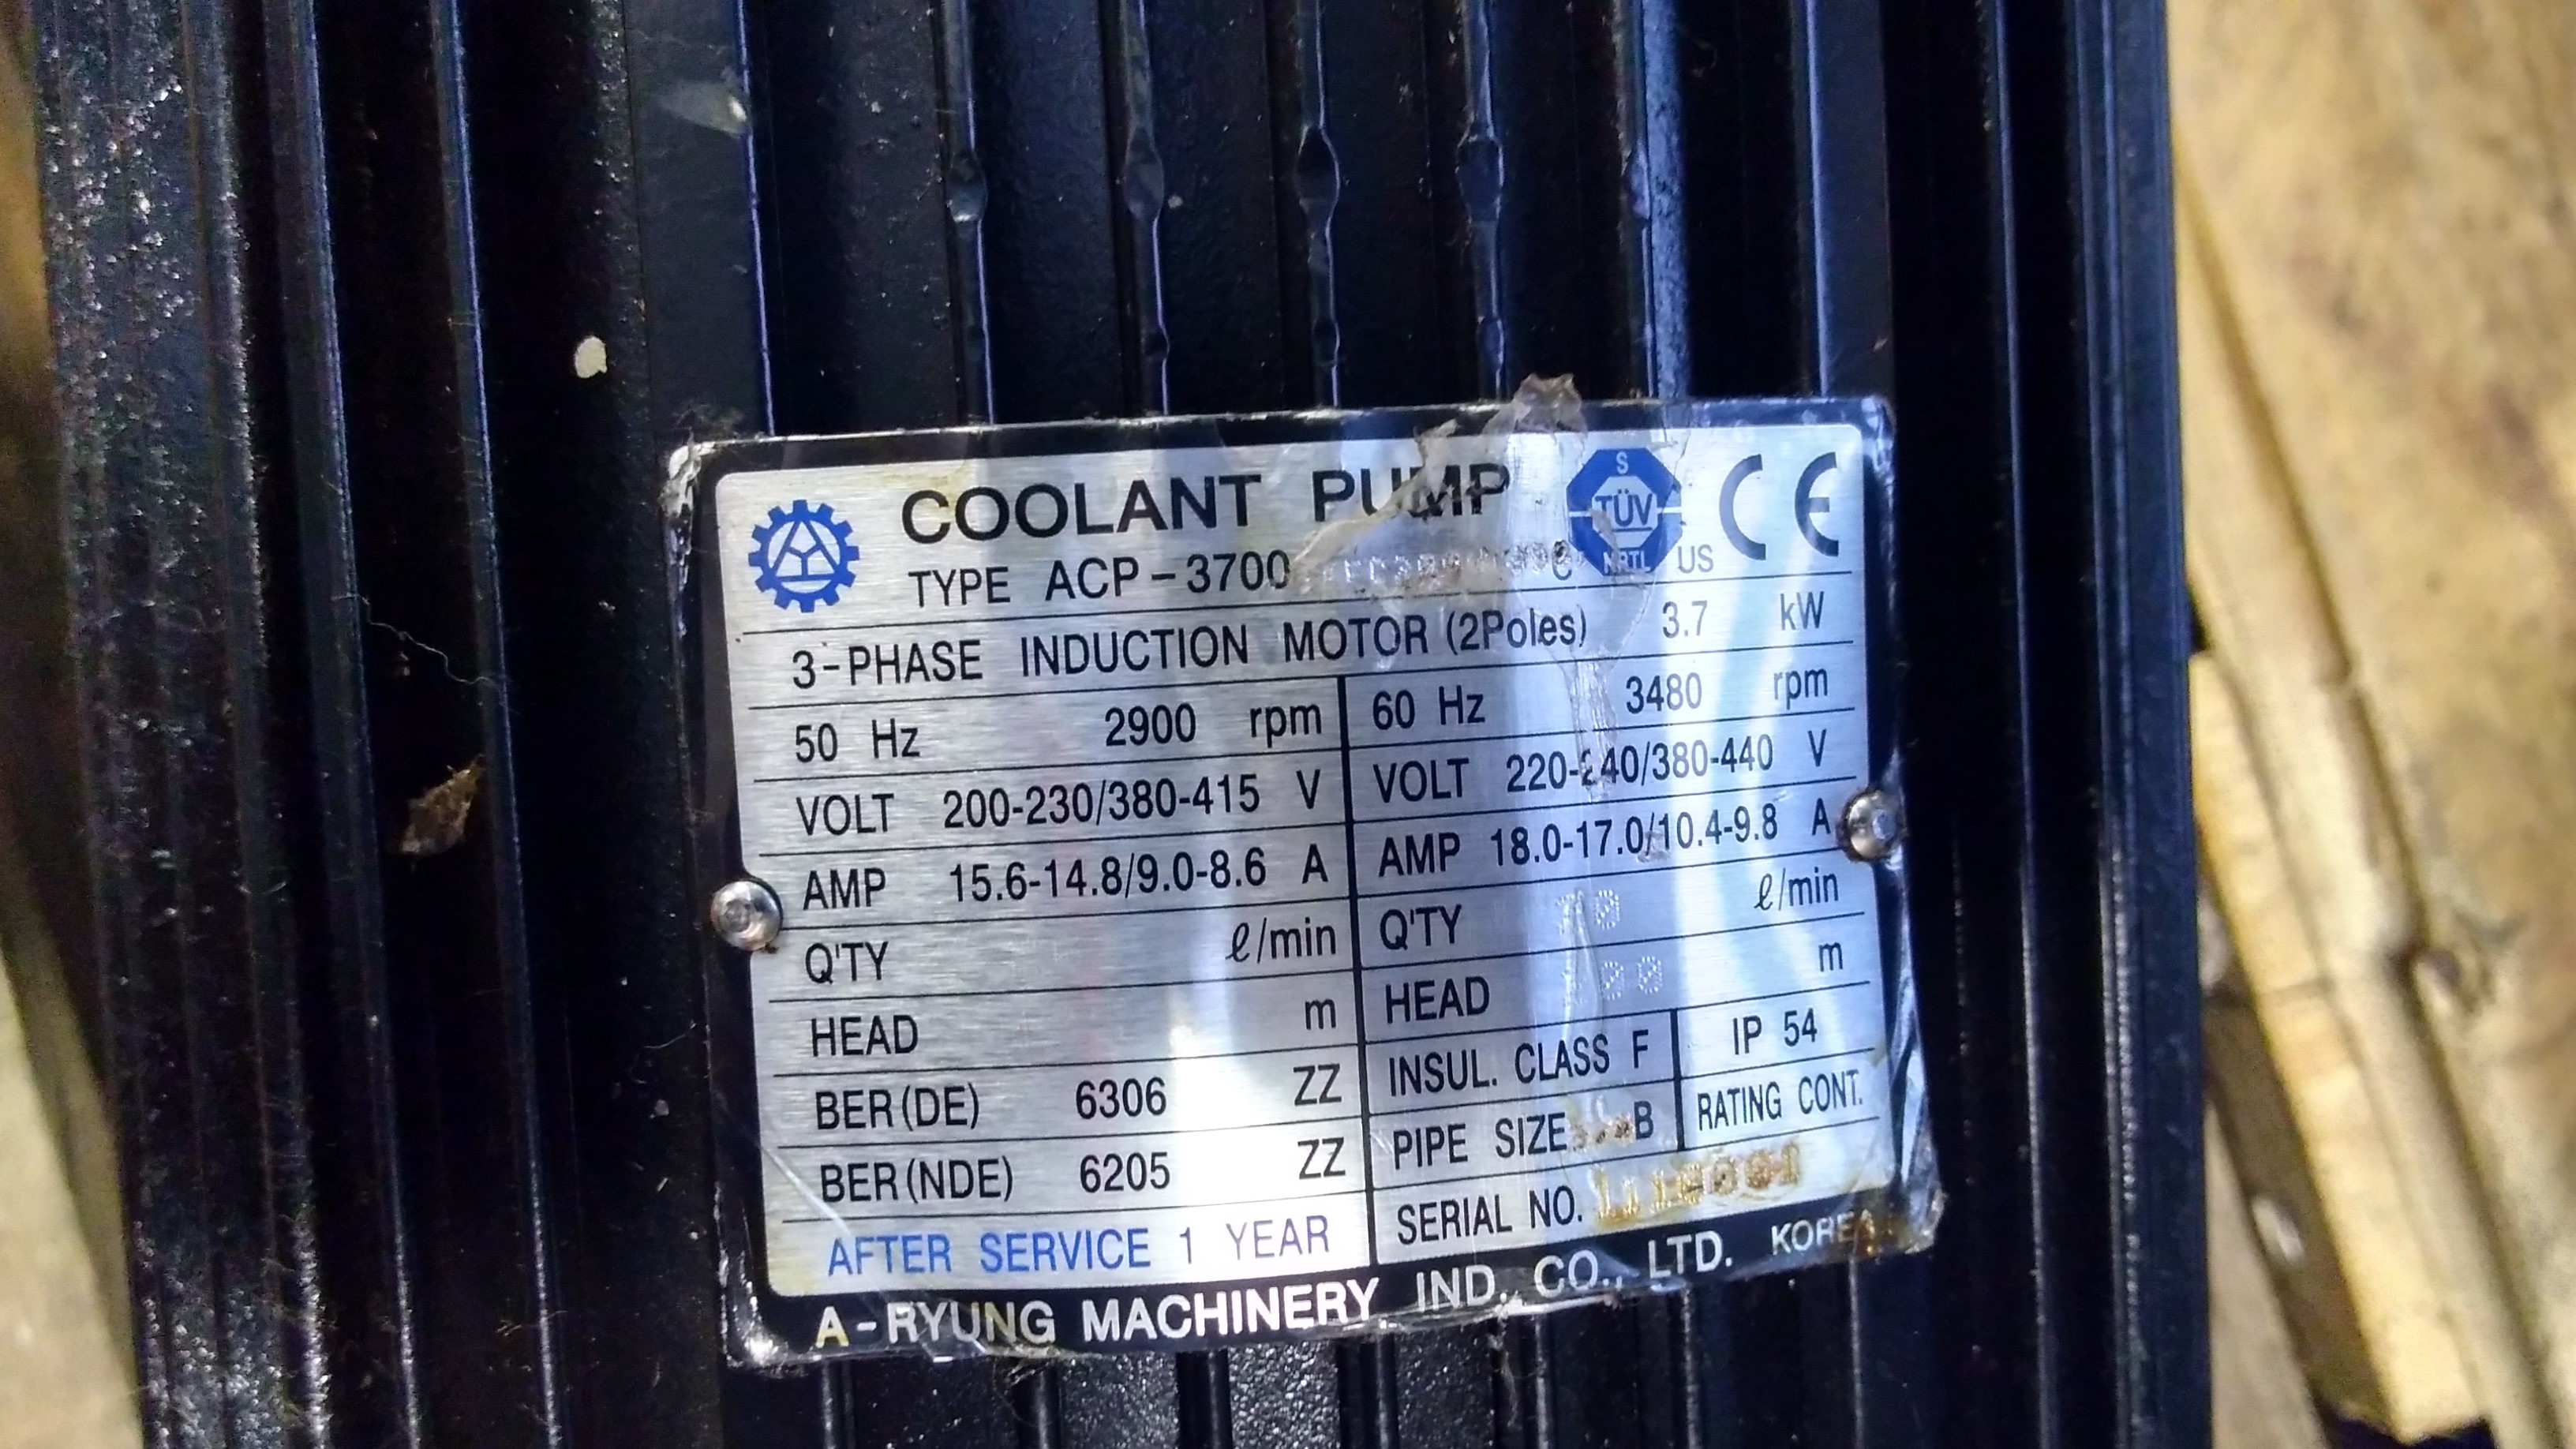 COOLANT PUMP
S
TÜV
NRTL
C US
CE
TYPE ACP-3700
3-PHASE INDUCTION MOTOR (2Poles) 3.7 kW
50 Hz 2900 rpm
60 Hz 3480 rpm
VOLT 200-230/380-415 V
VOLT 220-240/380-440 V
AMP 15.6-14.8/9.0-8.6 A
AMP 18.0-17.0/10.4-9.8 A
Q'TY ℓ/min
Q'TY ℓ/min
HEAD m
HEAD m
BER(DE) 6306 ZZ
INSUL. CLASS F
IP 54
BER(NDE) 6205 ZZ
PIPE SIZE B
RATING CONT.
AFTER SERVICE 1 YEAR
SERIAL NO.
A-RYUNG MACHINERY IND. CO., LTD. KOREA